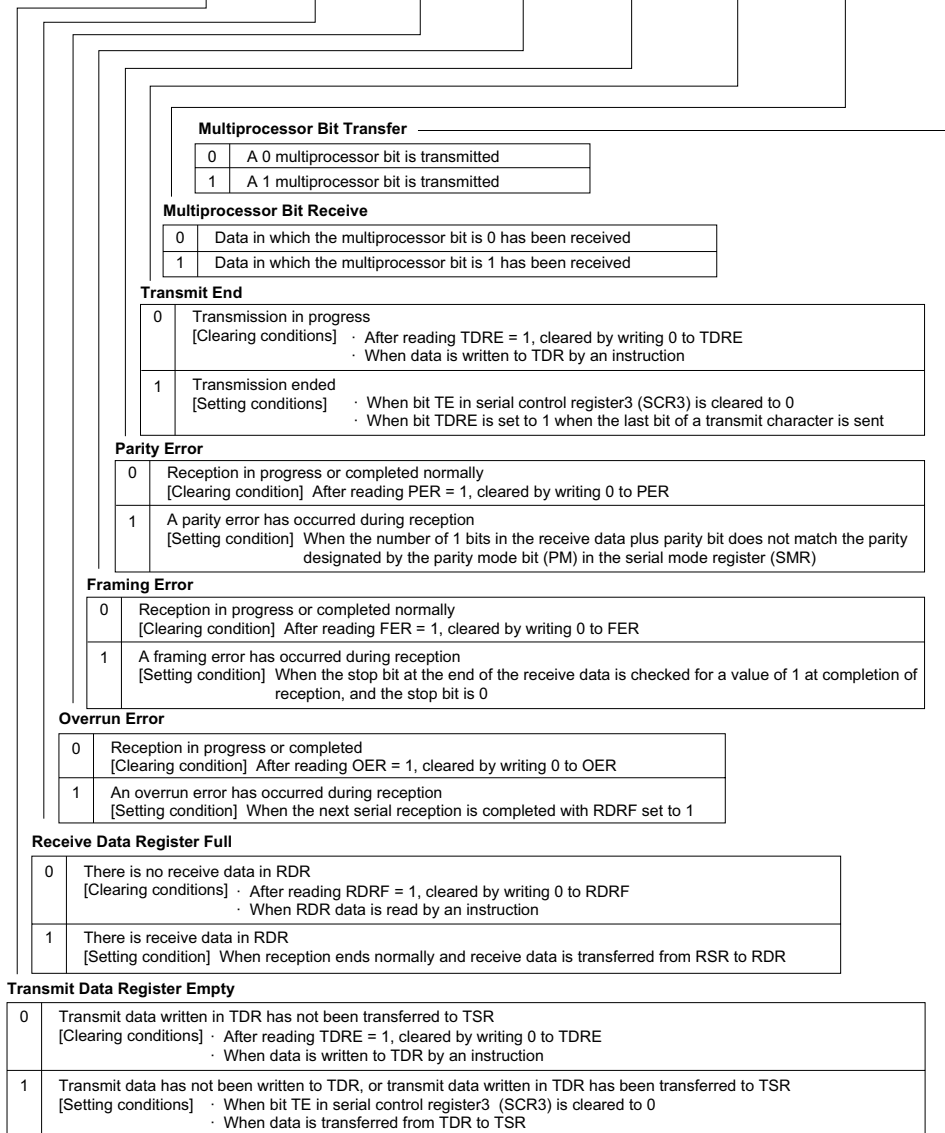 Multiprocessor Bit Transfer
0 A 0 multiprocessor bit is transmitted
1 A 1 multiprocessor bit is transmitted
Multiprocessor Bit Receive
0 Data in which the multiprocessor bit is 0 has been received
1 Data in which the multiprocessor bit is 1 has been received
Transmit End
0 Transmission in progress
[Clearing conditions] · After reading TDRE = 1, cleared by writing 0 to TDRE
· When data is written to TDR by an instruction
1 Transmission ended
[Setting conditions] · When bit TE in serial control register3 (SCR3) is cleared to 0
· When bit TDRE is set to 1 when the last bit of a transmit character is sent
Parity Error
0 Reception in progress or completed normally
[Clearing condition] After reading PER = 1, cleared by writing 0 to PER
1 A parity error has occurred during reception
[Setting condition] When the number of 1 bits in the receive data plus parity bit does not match the parity
designated by the parity mode bit (PM) in the serial mode register (SMR)
Framing Error
0 Reception in progress or completed normally
[Clearing condition] After reading FER = 1, cleared by writing 0 to FER
1 A framing error has occurred during reception
[Setting condition] When the stop bit at the end of the receive data is checked for a value of 1 at completion of
reception, and the stop bit is 0
Overrun Error
0 Reception in progress or completed
[Clearing condition] After reading OER = 1, cleared by writing 0 to OER
1 An overrun error has occurred during reception
[Setting condition] When the next serial reception is completed with RDRF set to 1
Receive Data Register Full
0 There is no receive data in RDR
[Clearing conditions] · After reading RDRF = 1, cleared by writing 0 to RDRF
· When RDR data is read by an instruction
1 There is receive data in RDR
[Setting condition] When reception ends normally and receive data is transferred from RSR to RDR
Transmit Data Register Empty
0 Transmit data written in TDR has not been transferred to TSR
[Clearing conditions] · After reading TDRE = 1, cleared by writing 0 to TDRE
· When data is written to TDR by an instruction
1 Transmit data has not been written to TDR, or transmit data written in TDR has been transferred to TSR
[Setting conditions] · When bit TE in serial control register3 (SCR3) is cleared to 0
· When data is transferred from TDR to TSR